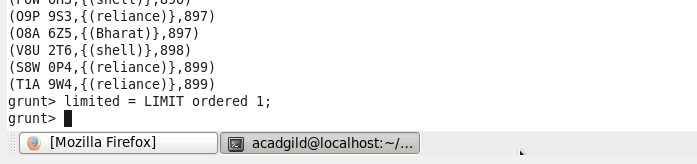 (O9P 9S3,{(reliance)},897)
(O8A 6Z5,{(Bharat)},897)
(V8U 2T6,{(shell)},898)
(S8W 0P4,{(reliance)},899)
(T1A 9W4,{(reliance)},899)
grunt> limited = LIMIT ordered 1;
grunt>
[Mozilla Firefox] acadgild@localhost:~/...